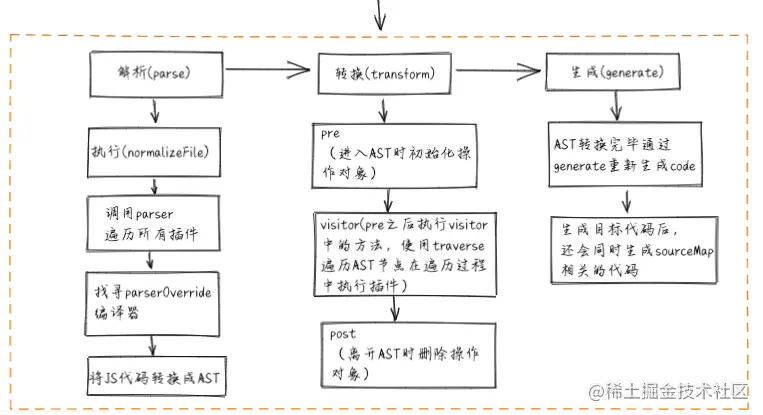 解析(parse)
转换(transform)
生成(generate)
执行(normalizeFile)
调用parser
遍历所有插件
找寻parserOverride
编译器
将JS代码转换成AST
pre
（进入AST时初始化操
作对象）
visitor(pre之后执行visitor
中的方法，使用traverse
遍历AST节点在遍历过程
中执行插件)
post
（离开AST时删除操作
对象）
AST转换完毕通过
generate重新生成code
生成目标代码后，
还会同时生成sourceMap
相关的代码
@稀土掘金技术社区